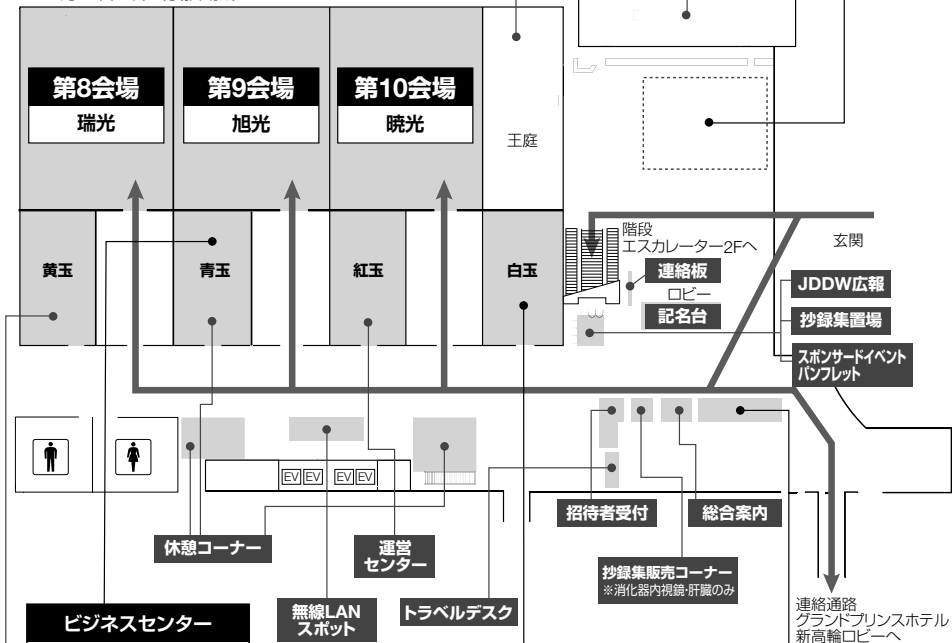 第8会場
瑞光
第9会場
旭光
第10会場
暁光
王庭
黄玉
青玉
紅玉
白玉
階段
エスカレーター2Fへ
玄関
連絡板
ロビー
記名台
JDDW広報
抄録集置場
スポンサードイベント
パンフレット
EV
EV
EV
EV
招待者受付
総合案内
休憩コーナー
運営
センター
抄録集販売コーナー
※消化器内視鏡・肝臓のみ
ビジネスセンター
無線LAN
スポット
トラベルデスク
連絡通路
グランドプリンスホテル
新高輪ロビーへ